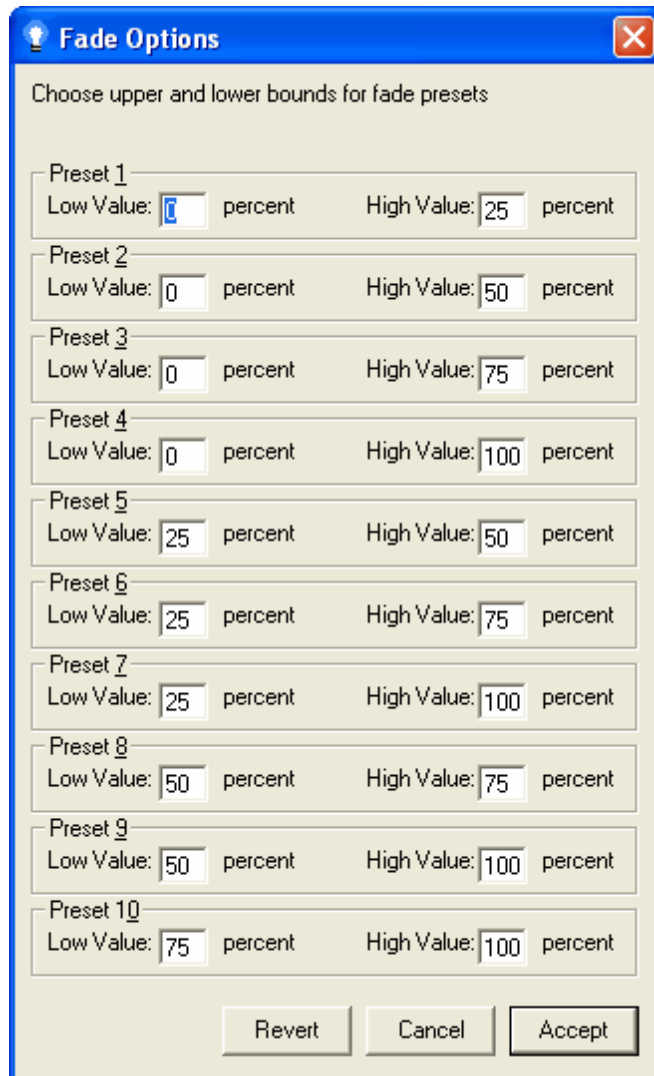 Fade Options
Choose upper and lower bounds for fade presets
Preset 1
Low Value: 0 percent High Value: 25 percent
Preset 2
Low Value: 0 percent High Value: 50 percent
Preset 3
Low Value: 0 percent High Value: 75 percent
Preset 4
Low Value: 0 percent High Value: 100 percent
Preset 5
Low Value: 25 percent High Value: 50 percent
Preset 6
Low Value: 25 percent High Value: 75 percent
Preset 7
Low Value: 25 percent High Value: 100 percent
Preset 8
Low Value: 50 percent High Value: 75 percent
Preset 9
Low Value: 50 percent High Value: 100 percent
Preset 10
Low Value: 75 percent High Value: 100 percent
Revert Cancel Accept